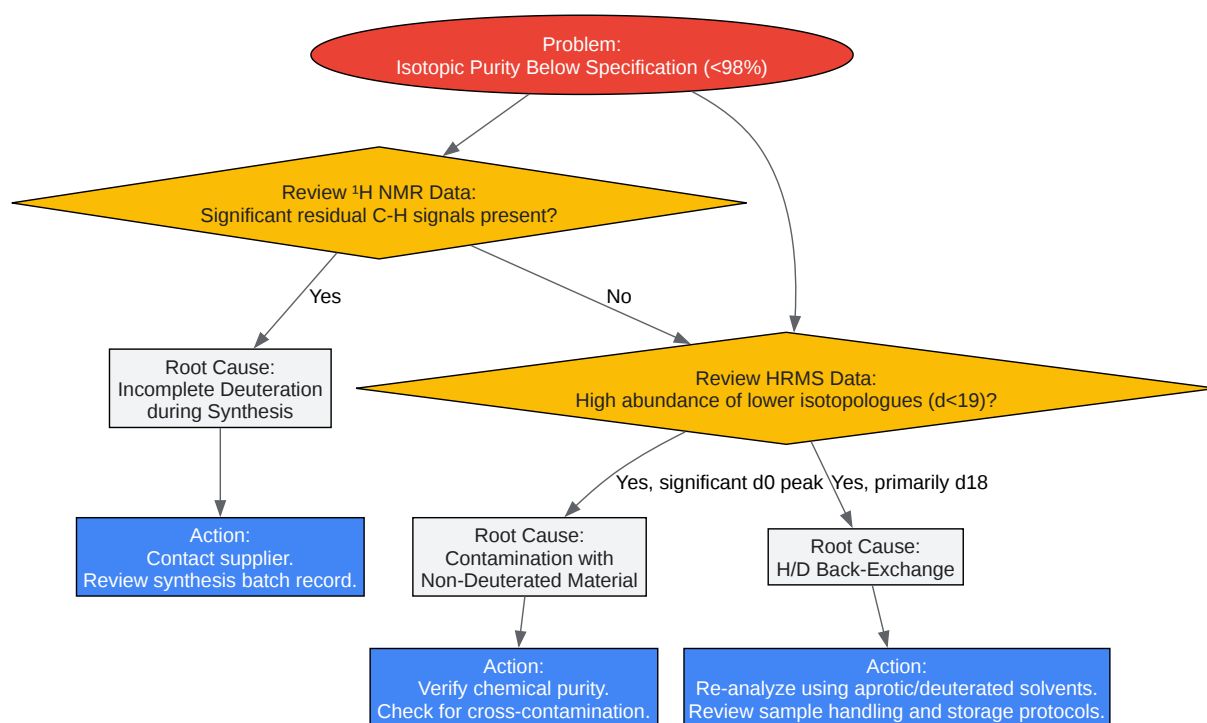 Problem:
Isotopic Purity Below Specification (<98%)
Review ¹H NMR Data:
Significant residual C-H signals present?
Yes
No
Root Cause:
Incomplete Deuteration
during Synthesis
Review HRMS Data:
High abundance of lower isotopologues (d<19)?
Yes, significant d0 peak
Yes, primarily d18
Action:
Contact supplier.
Review synthesis batch record.
Root Cause:
Contamination with
Non-Deuterated Material
Root Cause:
H/D Back-Exchange
Action:
Verify chemical purity.
Check for cross-contamination.
Action:
Re-analyze using aprotic/deuterated solvents.
Review sample handling and storage protocols.